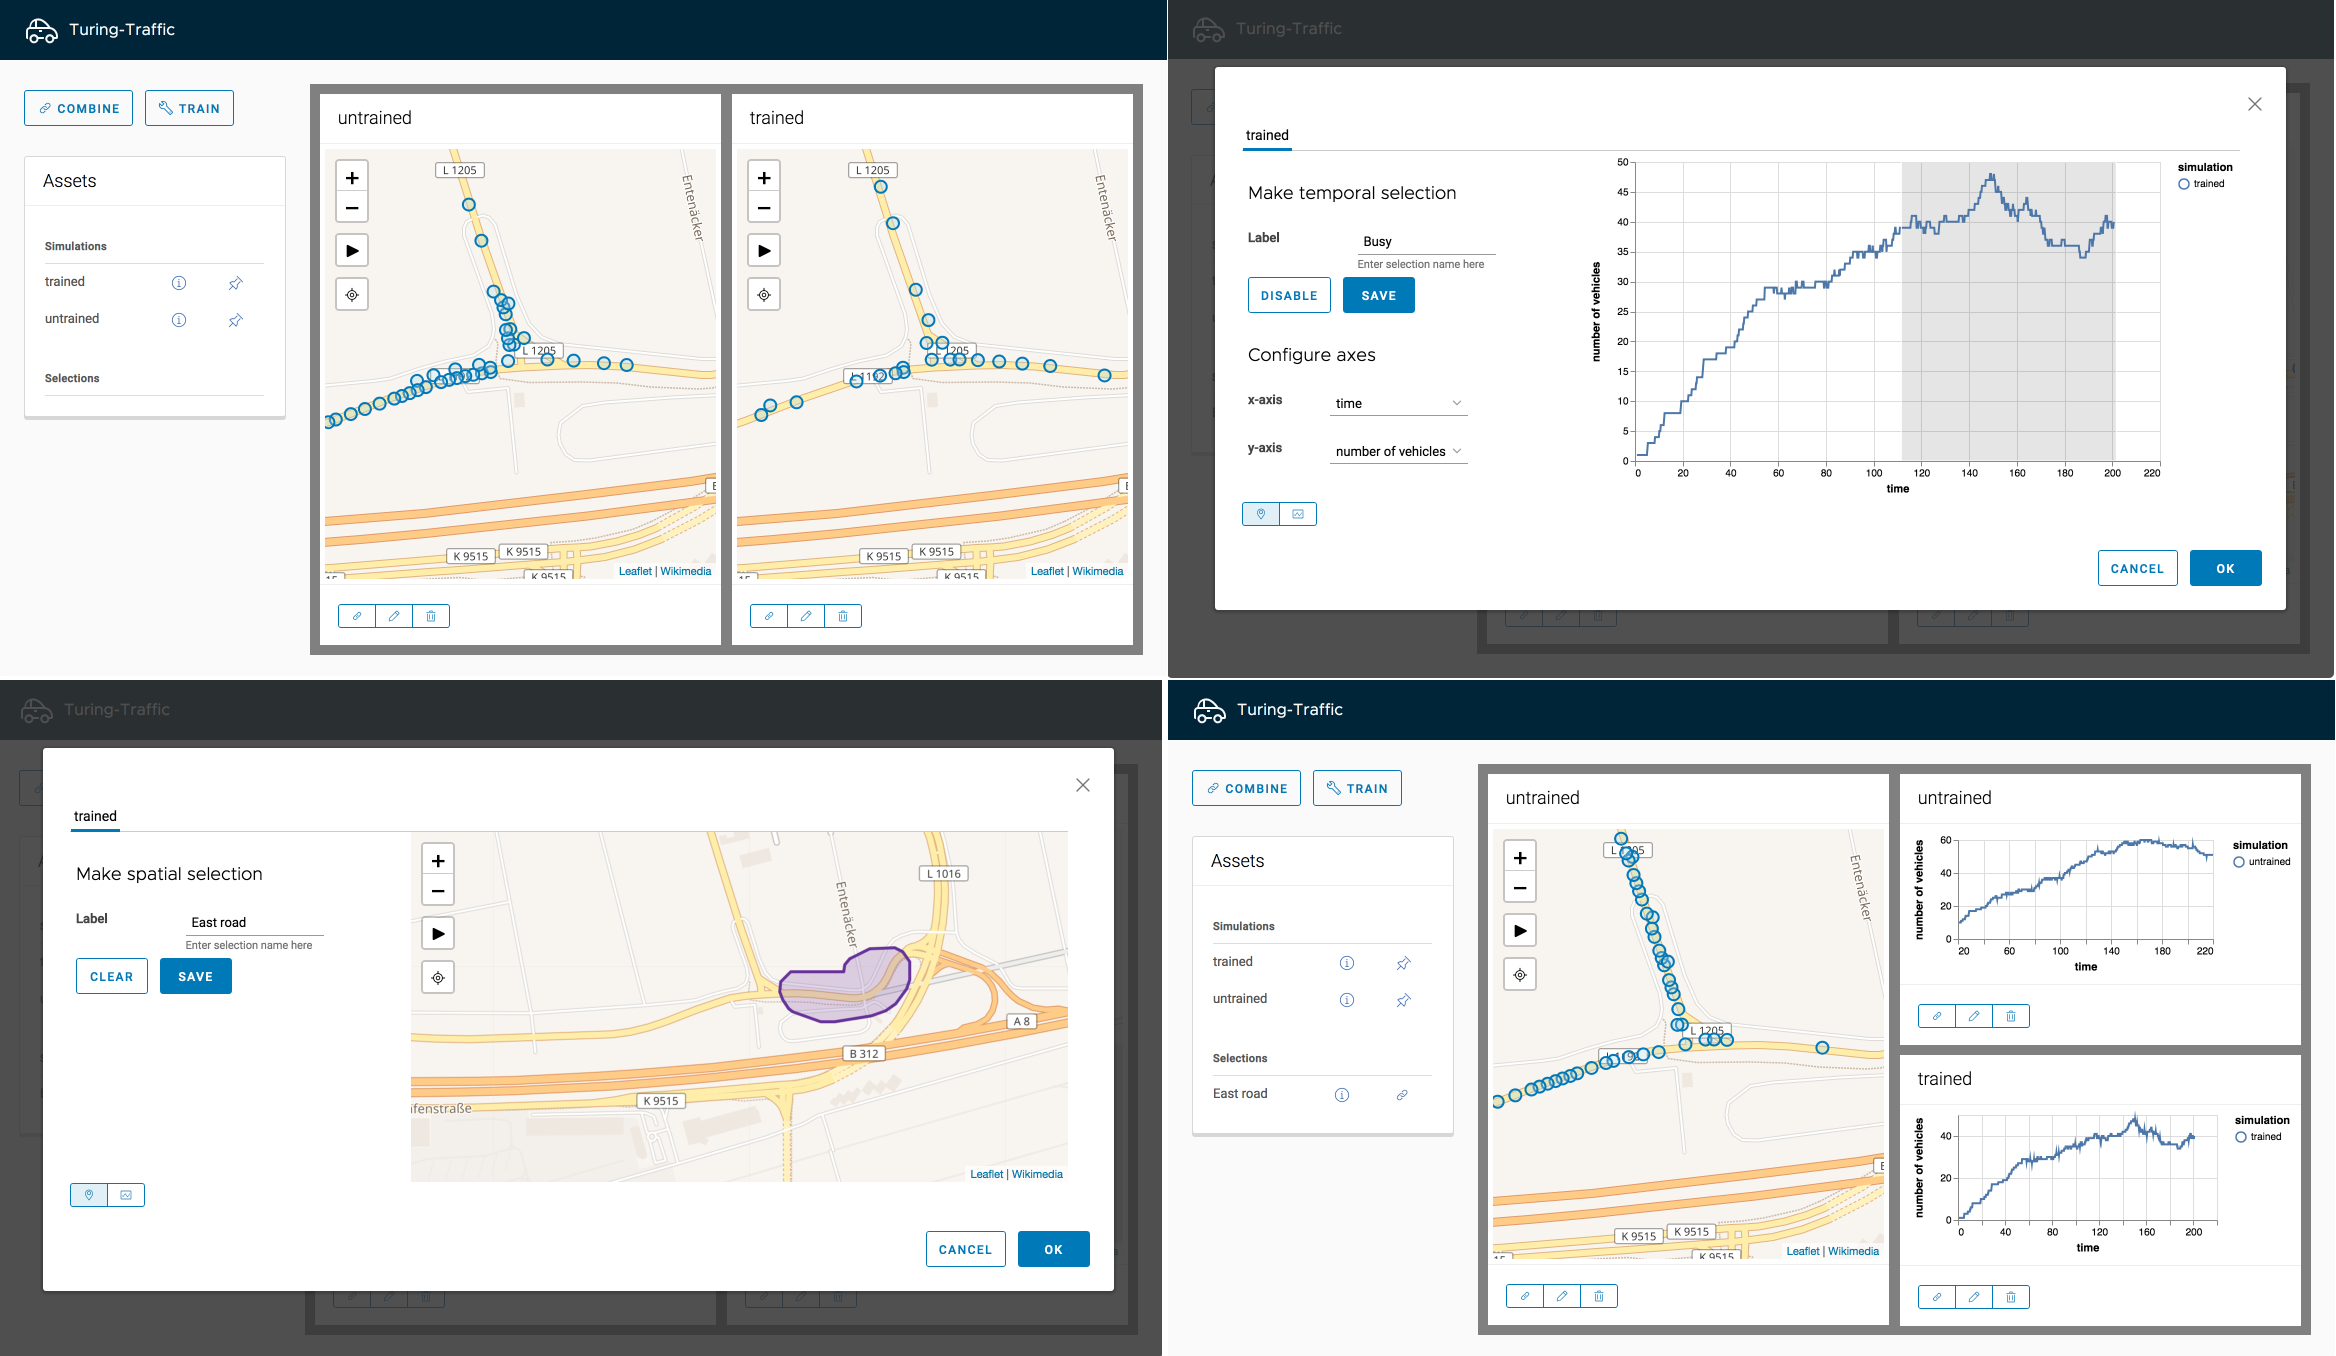 Turing-Traffic
COMBINE
TRAIN
Assets
Simulations
trained
untrained
Selections
untrained
+
−
L 1205
Entenäcker
L 1205
K 9515
K 9515
K 9515
Leaflet | Wikimedia
trained
+
−
L 1205
Entenäcker
1205
L 1192
K 9515
K 9515
K 9515
Leaflet | Wikimedia
Turing-Traffic
trained
Make temporal selection
Label
Busy
Enter selection name here
DISABLE
SAVE
Configure axes
x-axis
time
y-axis
number of vehicles
number of vehicles
50
45
40
35
30
25
20
15
10
5
0
0 20 40 60 80 100 120 140 160 180 200 220
time
simulation
trained
CANCEL
OK
Turing-Traffic
trained
Make spatial selection
Label
East road
Enter selection name here
CLEAR
SAVE
+
−
Entenäcker
L 1016
A 8
B 312
K 9515
ifenstraße
Leaflet | Wikimedia
CANCEL
OK
Turing-Traffic
COMBINE
TRAIN
Assets
Simulations
trained
untrained
Selections
East road
untrained
+
−
Entenäcker
L 1205
K 9515
K 9515
K 9515
Leaflet | Wikimedia
untrained
number of vehicles
60
40
20
0
20 60 100 140 180 220
time
simulation
untrained
trained
number of vehicles
40
20
0
0 40 80 120 160 200
time
simulation
trained